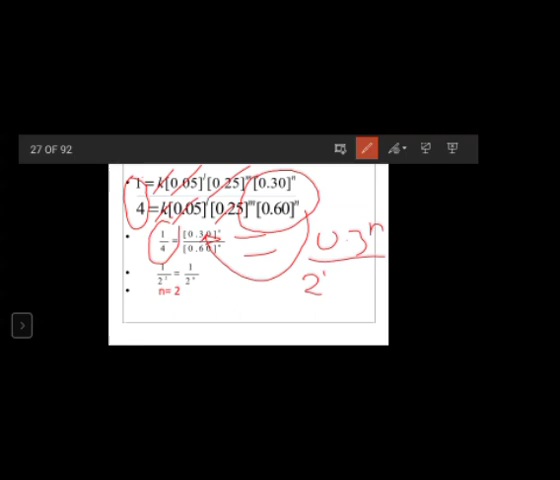 27 OF 92
• 1 = k[0.05]ˡ[0.25]ᵐ[0.30]ⁿ
4 = k[0.05]ˡ[0.25]ᵐ[0.60]ⁿ
• 1/4 = [0.30]ⁿ/[0.60]ⁿ
0.3ⁿ
• 1/2² = 1/2ⁿ
2
• n= 2